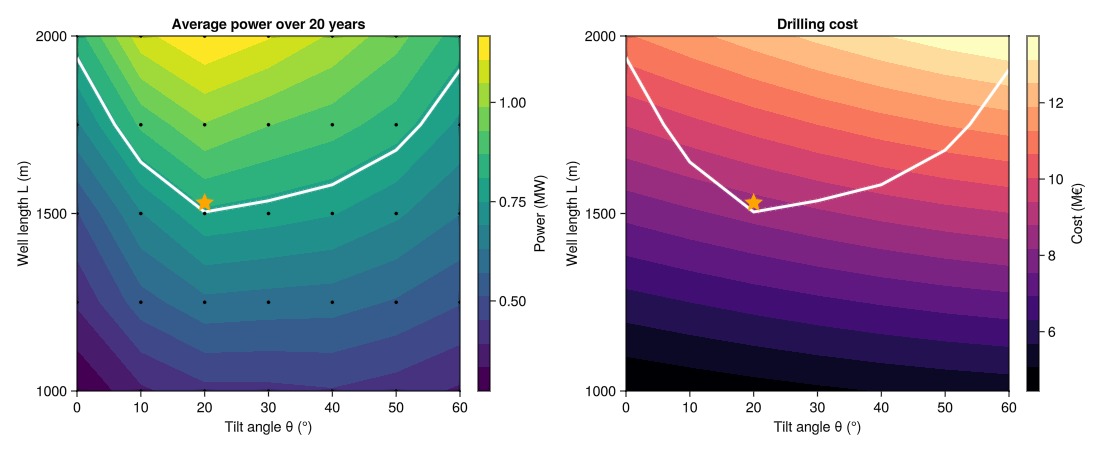 Average power over 20 years
2000
1500
1000
Well length L (m)
0 10 20 30 40 50 60
Tilt angle θ (°)
1.00
0.75
0.50
Power (MW)
Drilling cost
2000
1500
1000
Well length L (m)
0 10 20 30 40 50 60
Tilt angle θ (°)
12
10
8
6
Cost (M€)